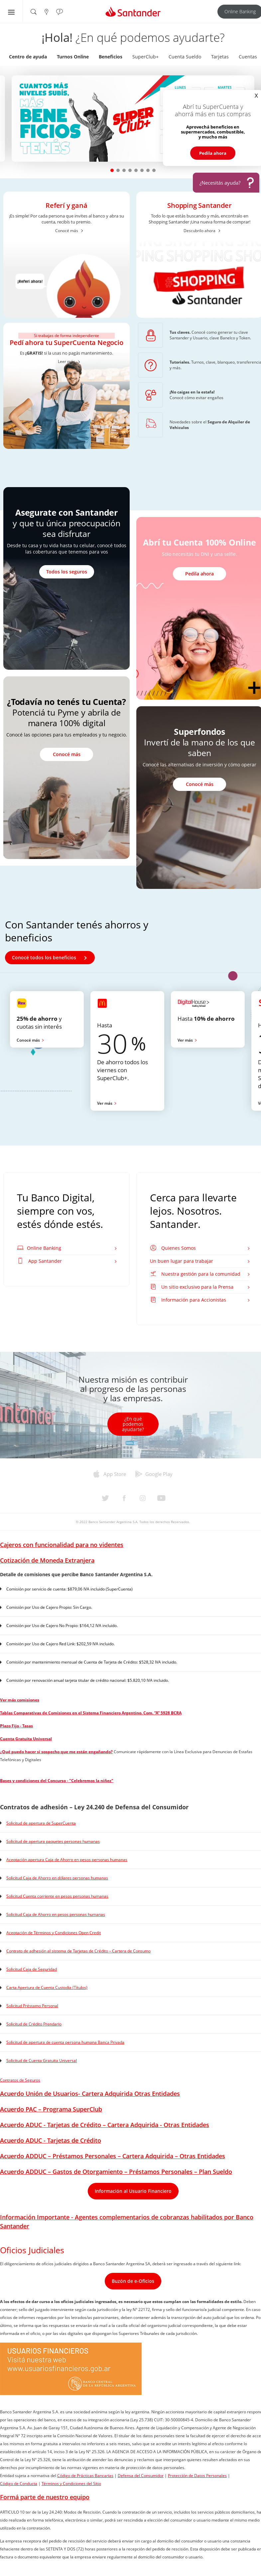 Santander
Online Banking
¡Hola! ¿En qué podemos ayudarte?
Centro de ayuda
Turnos Online
Beneficios
SuperClub+
Cuenta Sueldo
Tarjetas
Cuentas
CUANTOS MÁS
NIVELES SUBÍS,
MÁS
BENE
FICIOS
SUPER
CLUB+
LUNES
MARTES
X
Abrí tu SuperCuenta y
ahorrá más en tus compras
Aprovechá beneficios en
supermercados, combustible,
y mucho más
Pedila ahora
¿Necesitás ayuda?
?
Referí y ganá
¡Es simple! Por cada persona que invites al banco y abra su
cuenta, recibís tu premio.
Conocé más
¡Referí ahora!
Shopping Santander
Todo lo que estás buscando y más, encontralo en
Shopping Santander ¡Una nueva forma de comprar!
Descubrilo ahora
SHOPPING
Santander
Si trabajas de forma independiente
Pedí ahora tu SuperCuenta Negocio
Es ¡GRATIS! si la usas no pagás mantenimiento.
Tus claves. Conocé como generar tu clave
Santander y Usuario, clave Banelco y Token.
Tutoriales. Turnos, clave, blanqueo, transferencia
y más.
¡No caigas en la estafa!
Conocé cómo evitar engaños
Novedades sobre el Seguro de Alquiler de
Vehículos
Asegurate con Santander
y que tu única preocupación
sea disfrutar
Desde tu casa y tu vida hasta tu celular, conocé todos
las coberturas que tenemos para vos
Todos los seguros
Abrí tu Cuenta 100% Online
Sólo necesitás tu DNI y una selfie.
Pedila ahora
¿Todavía no tenés tu Cuenta?
Potenciá tu Pyme y abrila de
manera 100% digital
Conocé las opciones para tus empleados y tu negocio.
Conocé más
Superfondos
Invertí de la mano de los que
saben
Conocé las alternativas de inversión y cómo operar
Conocé más
Con Santander tenés ahorros y
beneficios
Conocé todos los beneficios
25% de ahorro y
cuotas sin interés
Conocé más
Hasta
30 %
De ahorro todos los
viernes con
SuperClub+.
Ver más
DigitalHouse>
Hasta 10% de ahorro
Ver más
Tu Banco Digital,
siempre con vos,
estés dónde estés.
Online Banking
App Santander
Cerca para llevarte
lejos. Nosotros.
Santander.
Quienes Somos
Un buen lugar para trabajar
Nuestra gestión para la comunidad
Un sitio exclusivo para la Prensa
Información para Accionistas
Nuestra misión es contribuir
al progreso de las personas
y las empresas.
¿En qué
podemos
ayudarte?
App Store
Google Play
© 2021 Banco Santander Argentina S.A. Todos los derechos Reservados.
Cajeros con funcionalidad para no videntes
Cotización de Moneda Extranjera
Detalle de comisiones que percibe Banco Santander Argentina S.A.
Comisión por servicio de cuenta: $879,06 IVA incluido (SuperCuenta)
Comisión por Uso de Cajero Propio: Sin Cargo.
Comisión por Uso de Cajero No Propio: $164,12 IVA incluido.
Comisión por Uso de Cajero Red Link: $202,59 IVA incluido.
Comisión por mantenimiento mensual de Cuenta de Tarjeta de Crédito: $528,32 IVA incluido.
Comisión por renovación anual tarjeta titular de crédito nacional: $5.820,10 IVA incluido.
Ver más comisiones
Tablas Comparativas de Comisiones en el Sistema Financiero Argentino. Com. "B" 5928 BCRA
Plazo Fijo - Tasas
Cuenta Gratuita Universal
¿Qué puedo hacer si sospecho que me están engañando? Comunicate rápidamente con la Línea Exclusiva para Denuncias de Estafas
Telefónicas y Digitales
Bases y condiciones del Concurso - "Celebremos la niñez"
Contratos de adhesión – Ley 24.240 de Defensa del Consumidor
Solicitud de apertura de SuperCuenta
Solicitud de apertura paquetes personas humanas
Aceptación apertura Caja de Ahorro en pesos personas humanas
Solicitud Caja de Ahorro en dólares personas humanas
Solicitud Cuenta corriente en pesos personas humanas
Solicitud Caja de Ahorro en pesos personas humanas
Aceptación de Términos y Condiciones Open Credit
Contrato de adhesión al sistema de Tarjetas de Crédito – Cartera de Consumo
Solicitud Caja de Seguridad
Carta Apertura de Cuenta Custodia (Títulos)
Solicitud Préstamo Personal
Solicitud de Crédito Prendario
Solicitud de apertura de cuenta persona humana Banca Privada
Solicitud de Cuenta Gratuita Universal
Contratos de Seguros
Acuerdo Unión de Usuarios- Cartera Adquirida Otras Entidades
Acuerdo PAC – Programa SuperClub
Acuerdo ADUC - Tarjetas de Crédito – Cartera Adquirida - Otras Entidades
Acuerdo ADUC - Tarjetas de Crédito
Acuerdo ADDUC – Préstamos Personales – Cartera Adquirida – Otras Entidades
Acuerdo ADDUC – Gastos de Otorgamiento – Préstamos Personales – Plan Sueldo
Información al Usuario Financiero
Información Importante - Agentes complementarios de cobranzas habilitados por Banco
Santander
Oficios Judiciales
El diligenciamiento de oficios judiciales dirigidos a Banco Santander Argentina SA, deberá ser ingresado a través del siguiente link:
Buzón de e-Oficios
USUARIOS FINANCIEROS
Visitá nuestra web
www.usuariosfinancieros.gob.ar
BANCO CENTRAL
DE LA REPÚBLICA ARGENTINA
Código de Prácticas Bancarias | Defensa del Consumidor | Protección de Datos Personales |
Código de Conducta | Términos y Condiciones del Sitio
Formá parte de nuestro equipo